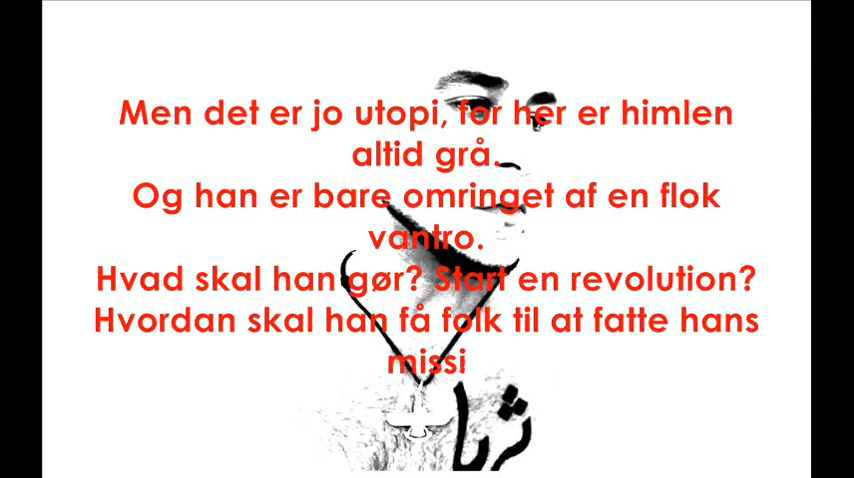 Men det er jo utopi, for her er himlen
altid grå.
Og han er bare omringet af en flok
vantro.
Hvad skal han gør? Start en revolution?
Hvordan skal han få folk til at fatte hans
missi
ثريا